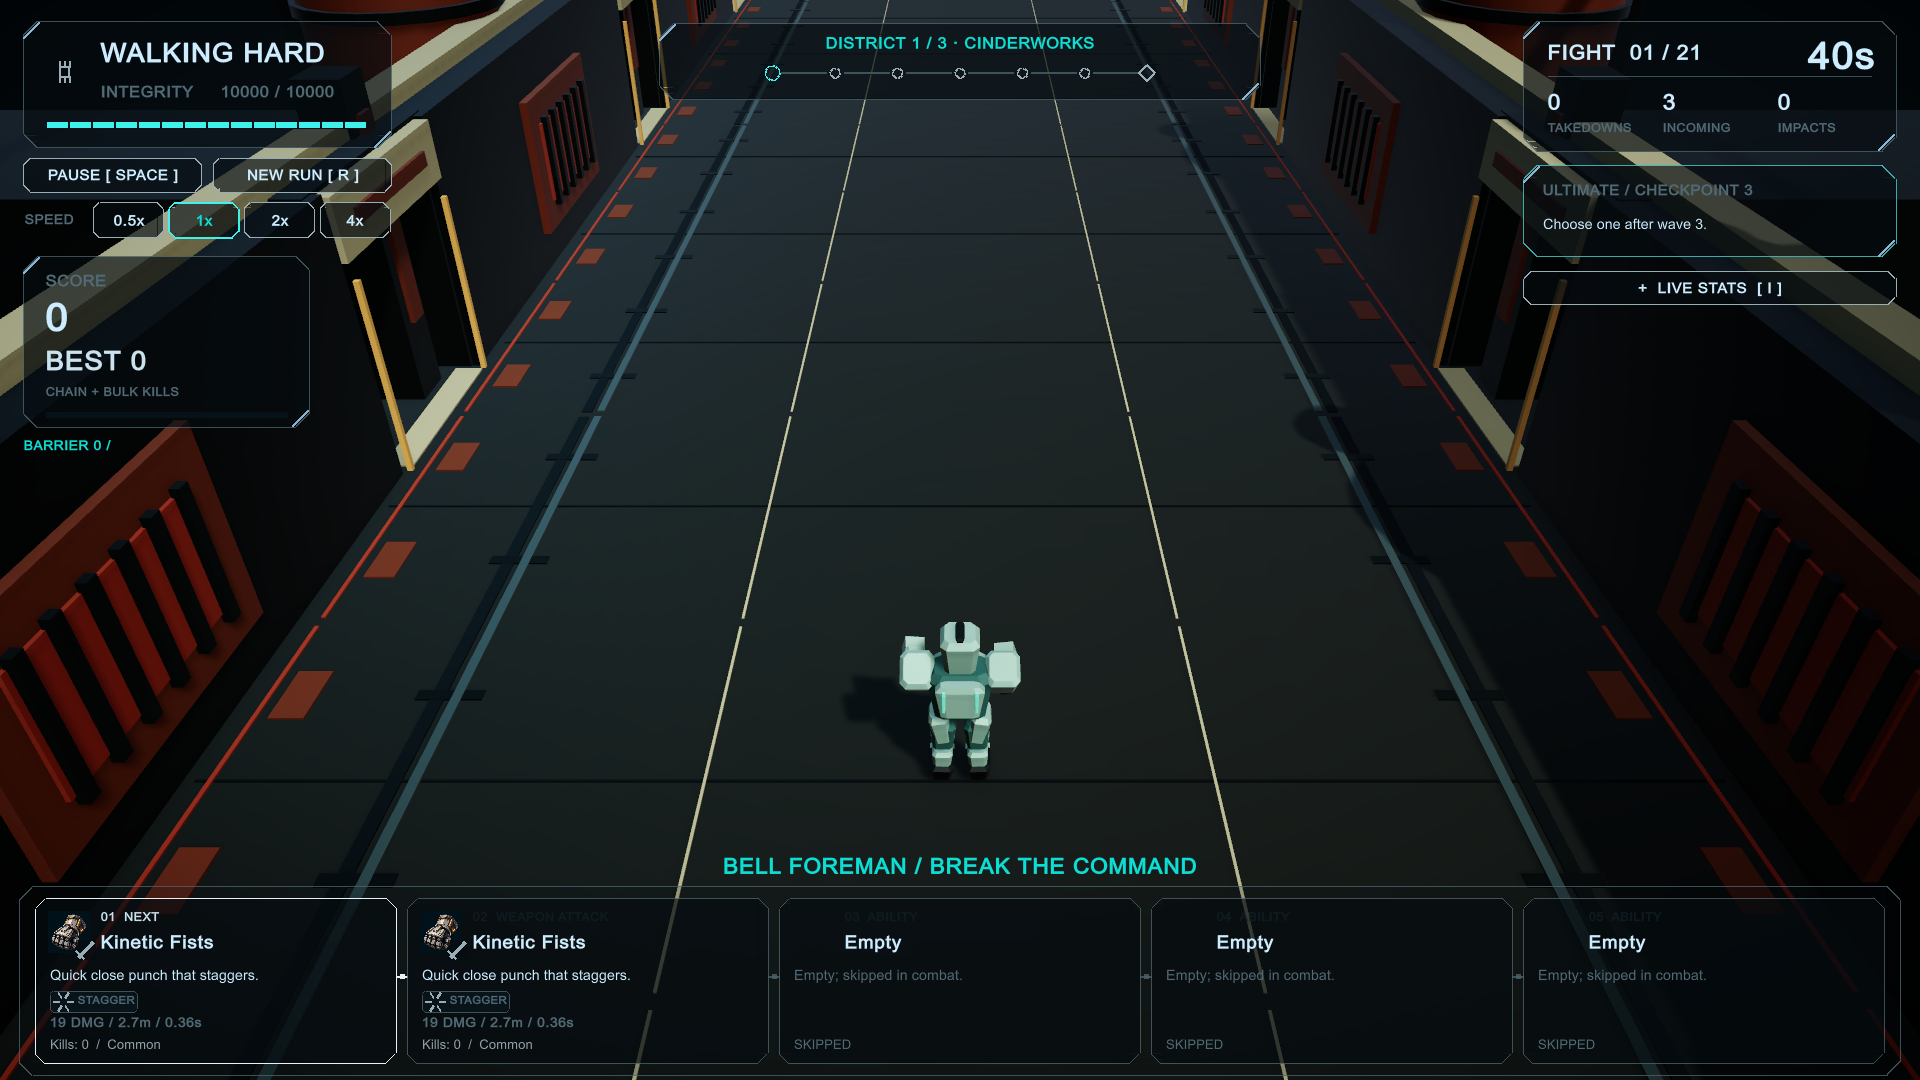 WALKING HARD
INTEGRITY 10000 / 10000
PAUSE [ SPACE ]
NEW RUN [ R ]
SPEED
0.5x
1x
2x
4x
SCORE
0
BEST 0
CHAIN + BULK KILLS
BARRIER 0 /
DISTRICT 1 / 3 · CINDERWORKS
FIGHT 01 / 21
40s
0
TAKEDOWNS
3
INCOMING
0
IMPACTS
ULTIMATE / CHECKPOINT 3
Choose one after wave 3.
+ LIVE STATS [ I ]
BELL FOREMAN / BREAK THE COMMAND
01 NEXT
Kinetic Fists
Quick close punch that staggers.
STAGGER
19 DMG / 2.7m / 0.36s
Kills: 0 / Common
02 WEAPON ATTACK
Kinetic Fists
Quick close punch that staggers.
STAGGER
19 DMG / 2.7m / 0.36s
Kills: 0 / Common
03 ABILITY
Empty
Empty; skipped in combat.
SKIPPED
04 ABILITY
Empty
Empty; skipped in combat.
SKIPPED
05 ABILITY
Empty
Empty; skipped in combat.
SKIPPED